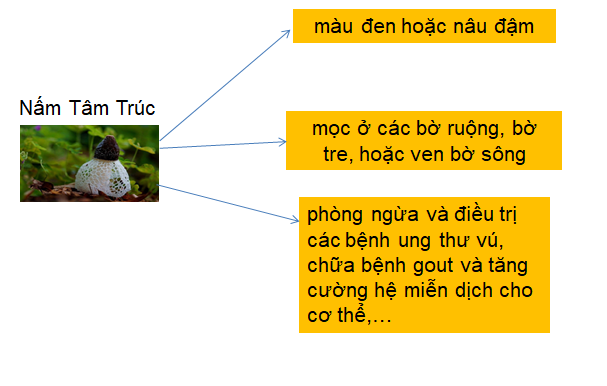 màu đen hoặc nâu đậm
Nấm Tâm Trúc
mọc ở các bờ ruộng, bờ
tre, hoặc ven bờ sông
phòng ngừa và điều trị
các bệnh ung thư vú,
chữa bệnh gout và tăng
cường hệ miễn dịch cho
cơ thể,…